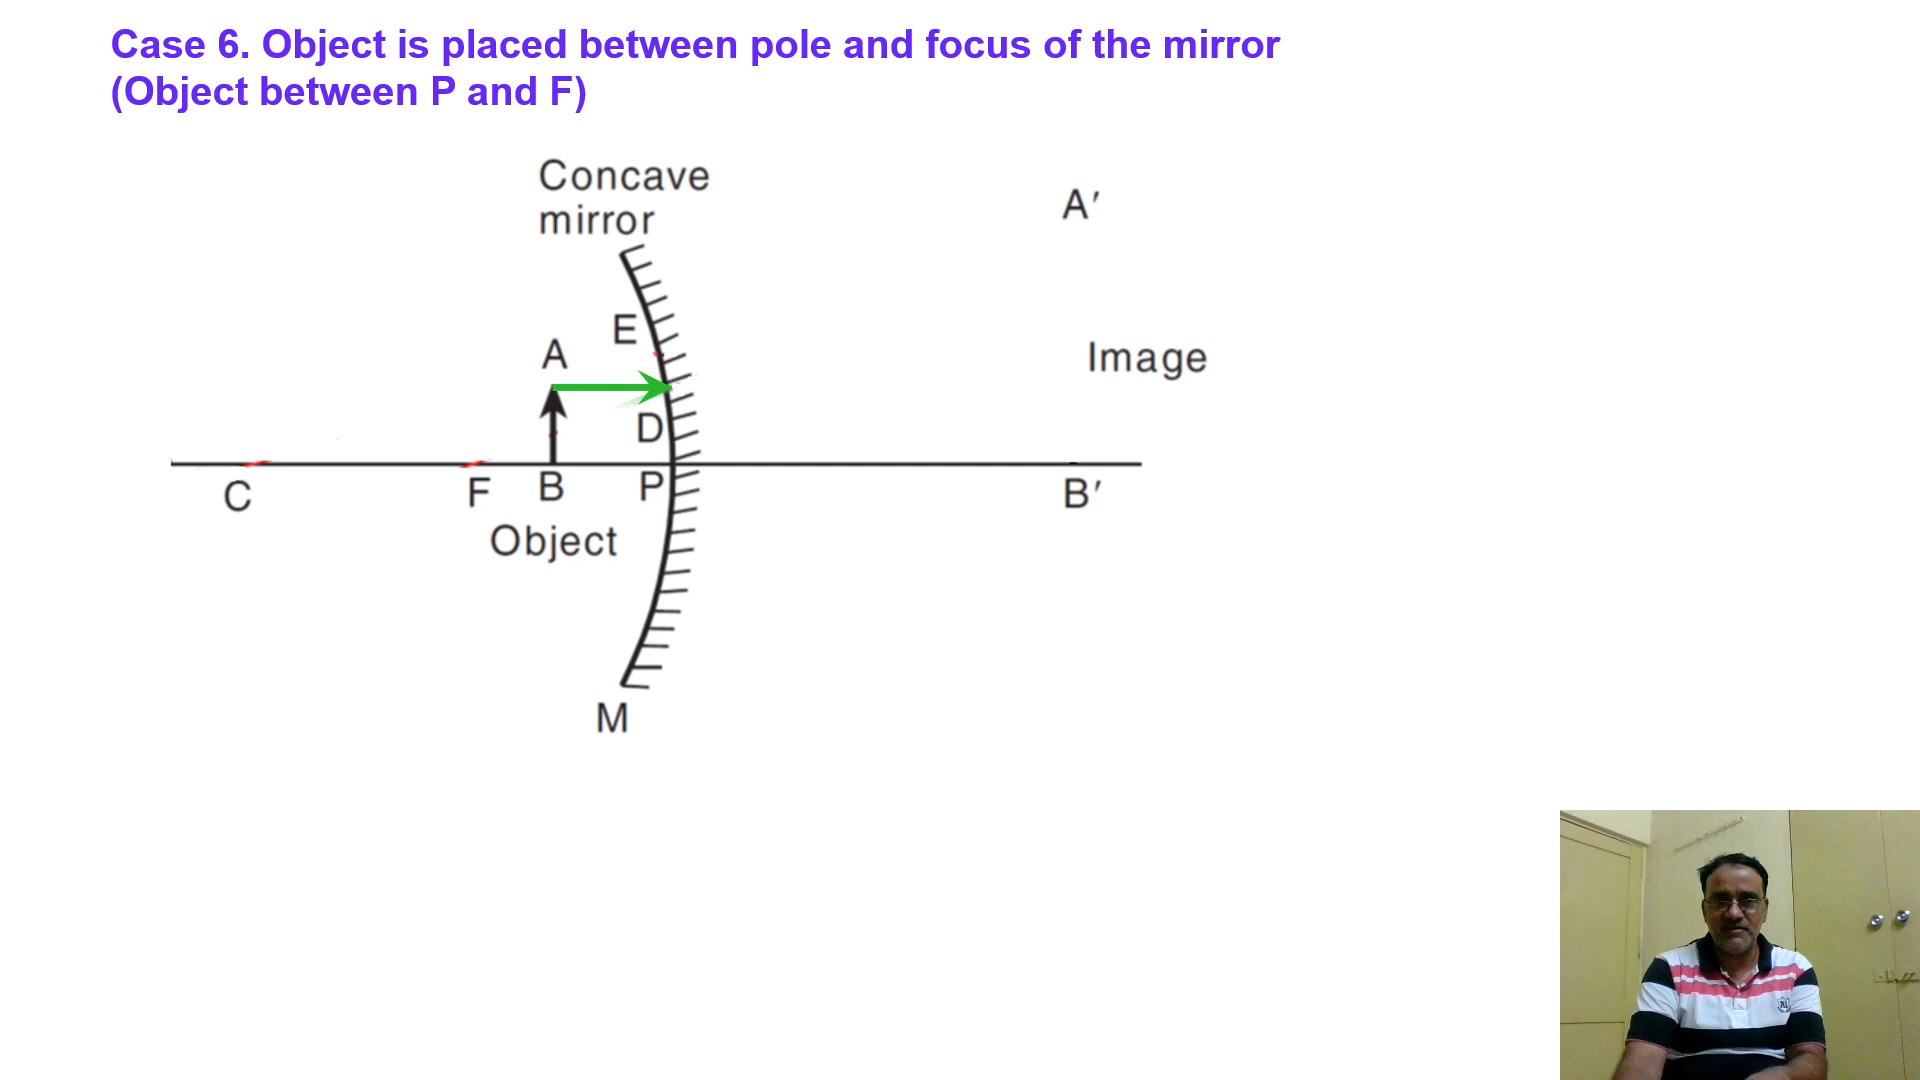 Case 6. Object is placed between pole and focus of the mirror
(Object between P and F)
Concave
mirror
A′
E
A
Image
D
C
F
B
P
B′
Object
M